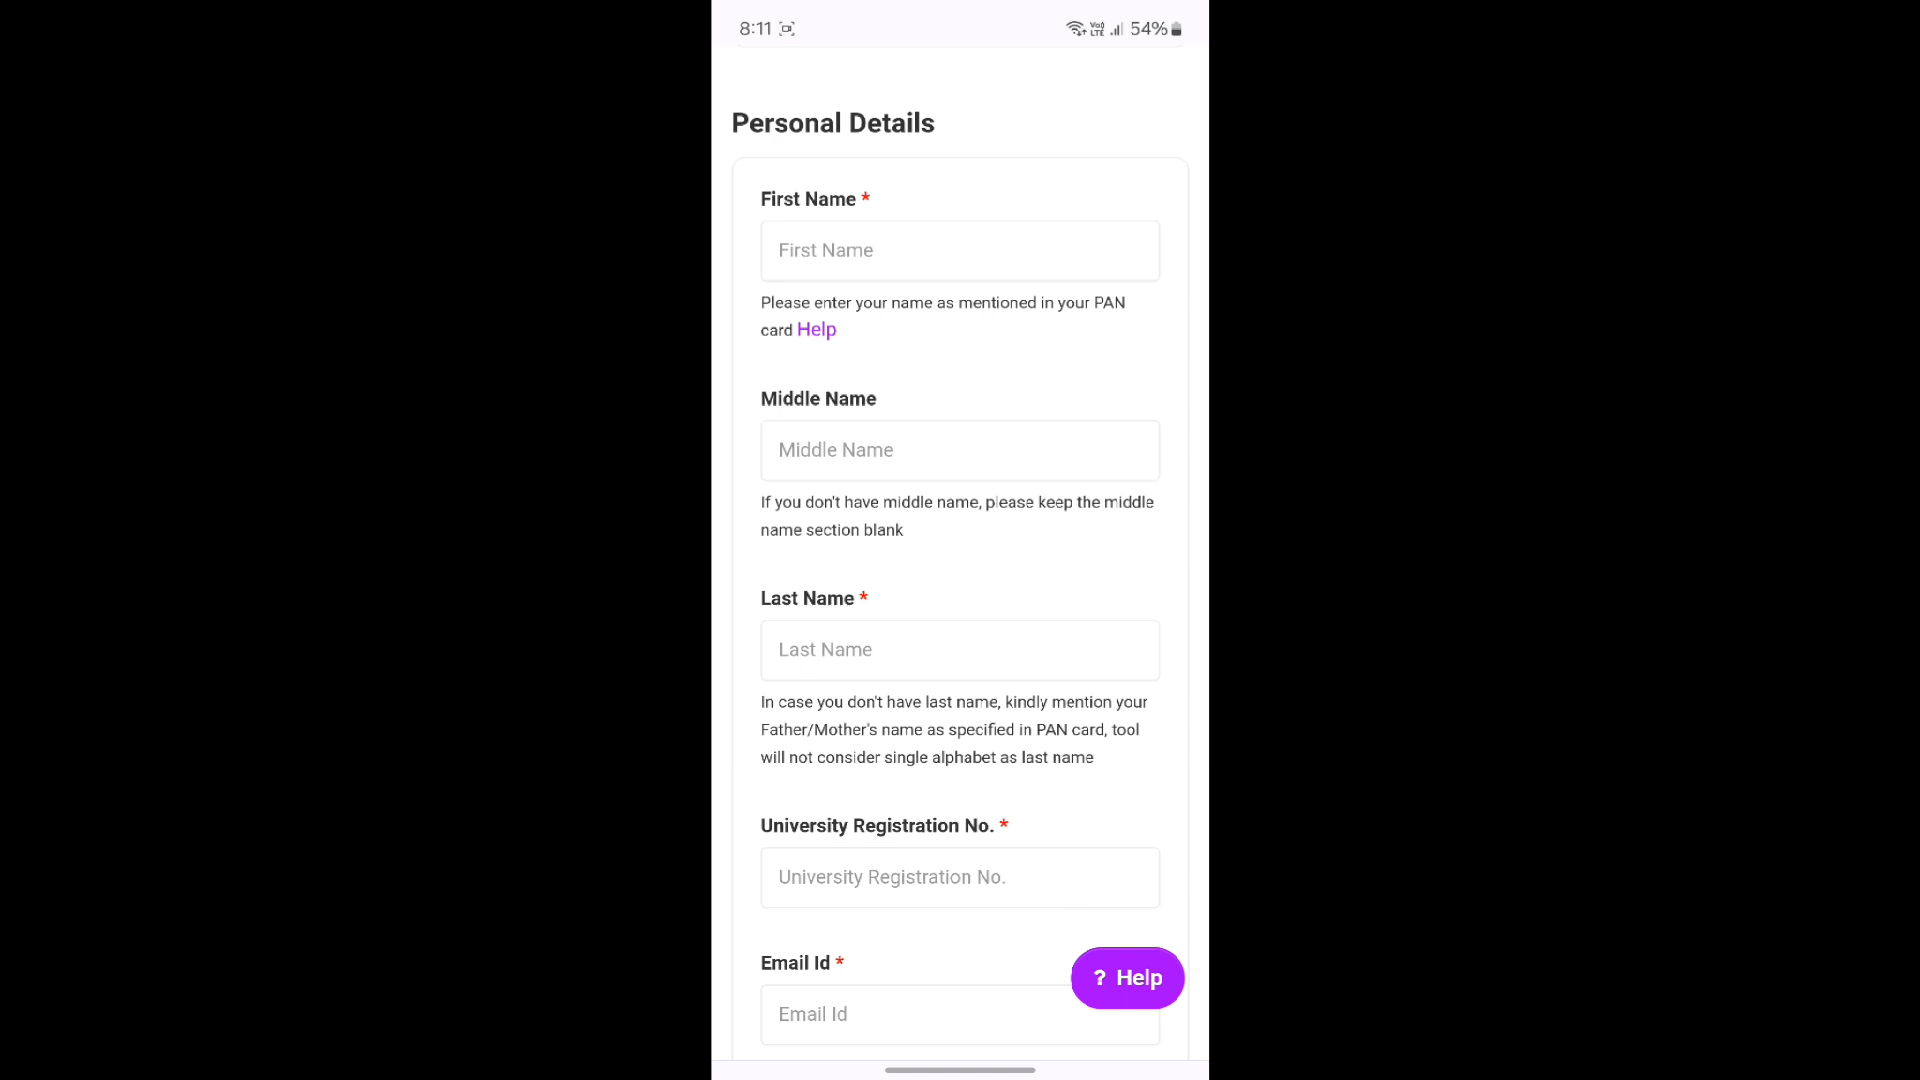 8:11 54%
Personal Details
First Name *
First Name
Please enter your name as mentioned in your PAN
card Help
Middle Name
Middle Name
If you don't have middle name, please keep the middle
name section blank
Last Name *
Last Name
In case you don't have last name, kindly mention your
Father/Mother's name as specified in PAN card, tool
will not consider single alphabet as last name
University Registration No. *
University Registration No.
Email Id *
? Help
Email Id